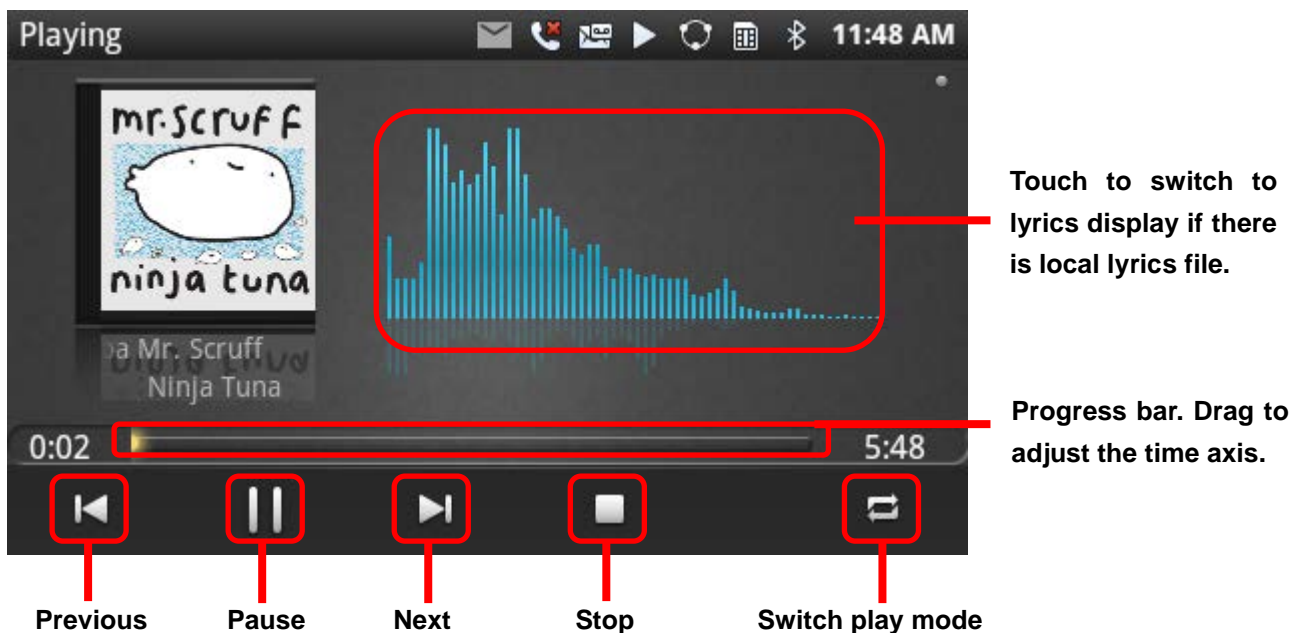 Playing
11:48 AM
mr.scruff
ninja tuna
a Mr. Scruff
Ninja Tuna
Touch to switch to
lyrics display if there
is local lyrics file.
0:02
5:48
Progress bar. Drag to
adjust the time axis.
Previous
Pause
Next
Stop
Switch play mode